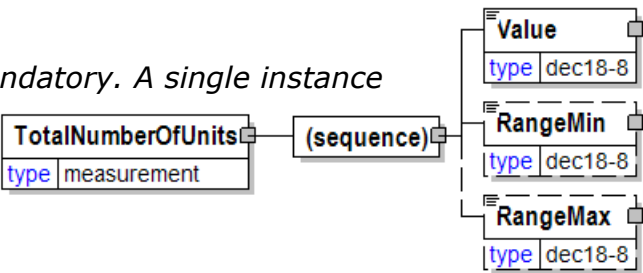 Value
type dec18-8
ndatory. A single instance
TotalNumberOfUnits
type measurement
(sequence)
RangeMin
type dec18-8
RangeMax
type dec18-8